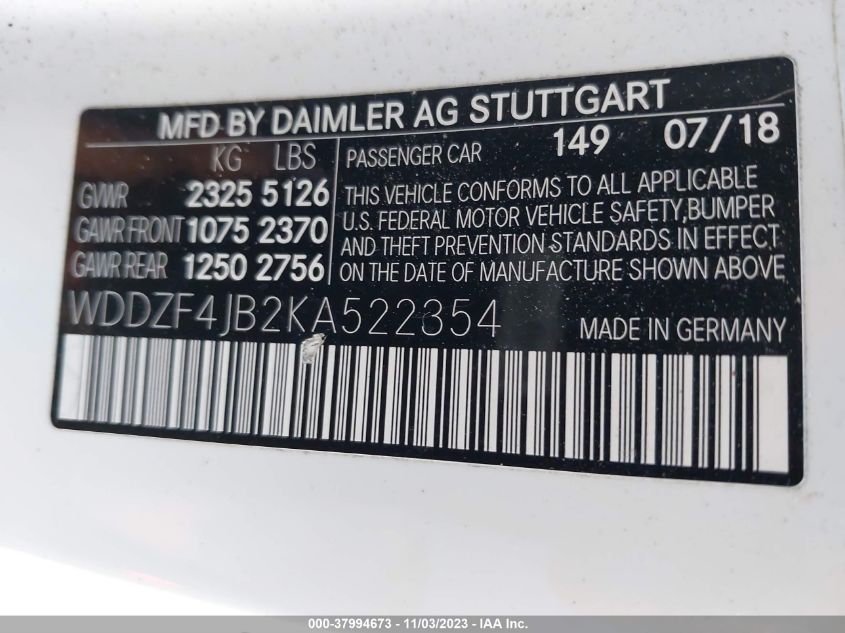 MFD BY DAIMLER AG STUTTGART
KG LBS
GVWR 2325 5126
GAWR FRONT 1075 2370
GAWR REAR 1250 2756
PASSENGER CAR 149 07/18
THIS VEHICLE CONFORMS TO ALL APPLICABLE
U.S. FEDERAL MOTOR VEHICLE SAFETY,BUMPER
AND THEFT PREVENTION STANDARDS IN EFFECT
ON THE DATE OF MANUFACTURE SHOWN ABOVE
WDDZF4JB2KA522354
MADE IN GERMANY
000-37994673 - 11/03/2023 - IAA Inc.